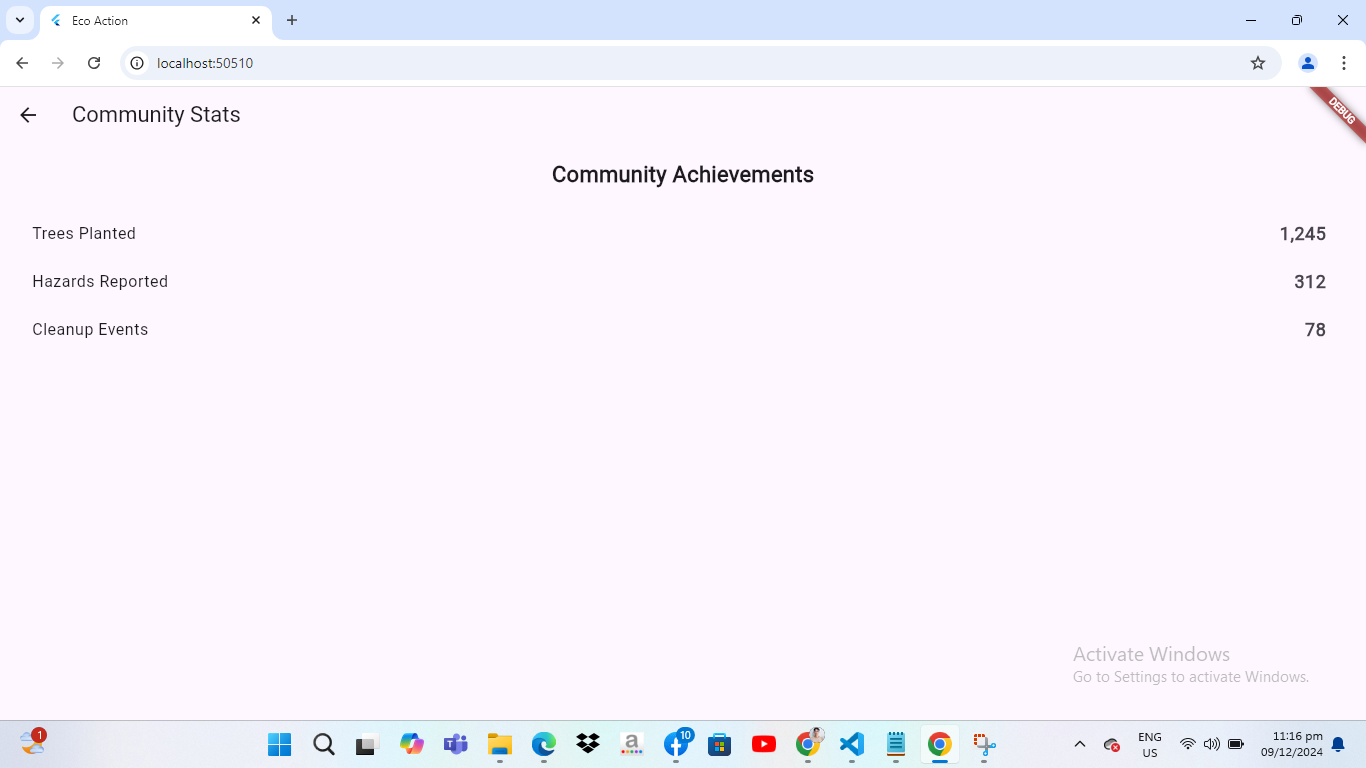 Eco Action
localhost:50510
DEBUG
Community Stats
Community Achievements
Trees Planted 1,245
Hazards Reported 312
Cleanup Events 78
Activate Windows
Go to Settings to activate Windows.
1
a
10
ENG
US
11:16 pm
09/12/2024